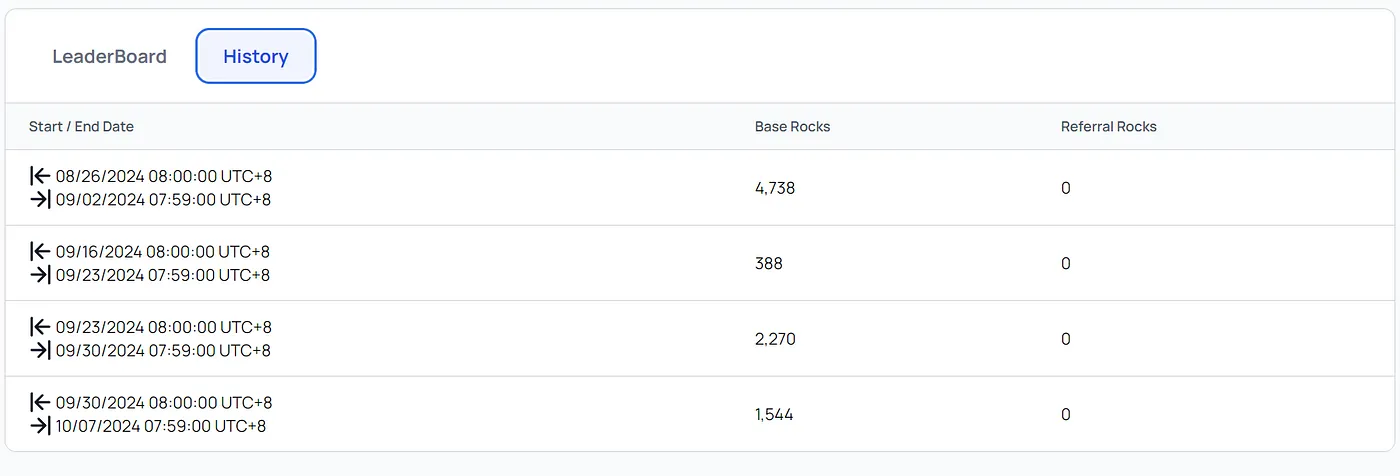 LeaderBoard History
Start / End Date Base Rocks Referral Rocks
08/26/2024 08:00:00 UTC+8
09/02/2024 07:59:00 UTC+8
4,738 0
09/16/2024 08:00:00 UTC+8
09/23/2024 07:59:00 UTC+8
388 0
09/23/2024 08:00:00 UTC+8
09/30/2024 07:59:00 UTC+8
2,270 0
09/30/2024 08:00:00 UTC+8
10/07/2024 07:59:00 UTC+8
1,544 0